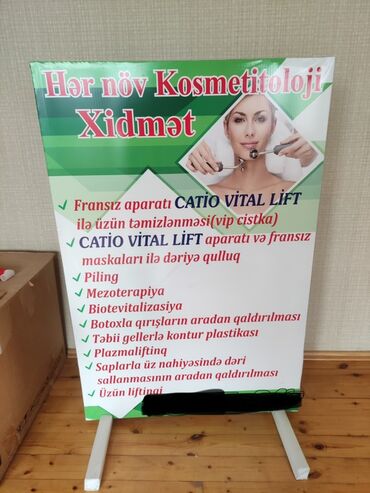 Hər növ Kosmetitoloji
Xidmət
Fransız aparatı CATİO VİTAL LİFT
ilə üzün təmizlənməsi(vip cistka)
CATİO VİTAL LİFT aparatı və fransız
maskaları ilə dəriyə qulluq
Piling
Mezoterapiya
Biotevitalizasiya
Botoxla qırışların aradan qaldırılması
Təbii gellerlə kontur plastikası
Plazmaliftinq
Saplarla üz nahiyəsində dəri
sallanmasının aradan qaldırılması
Üzün liftinqi